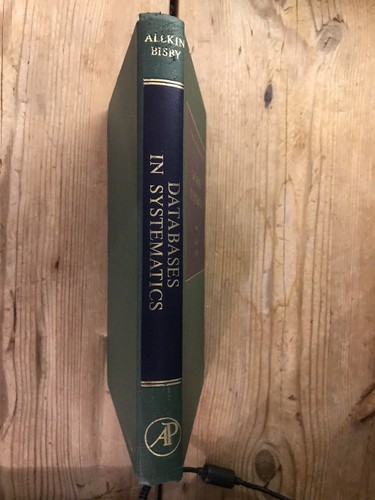 ALLKIN
BISBY
DATABASES
IN SYSTEMATICS
AP